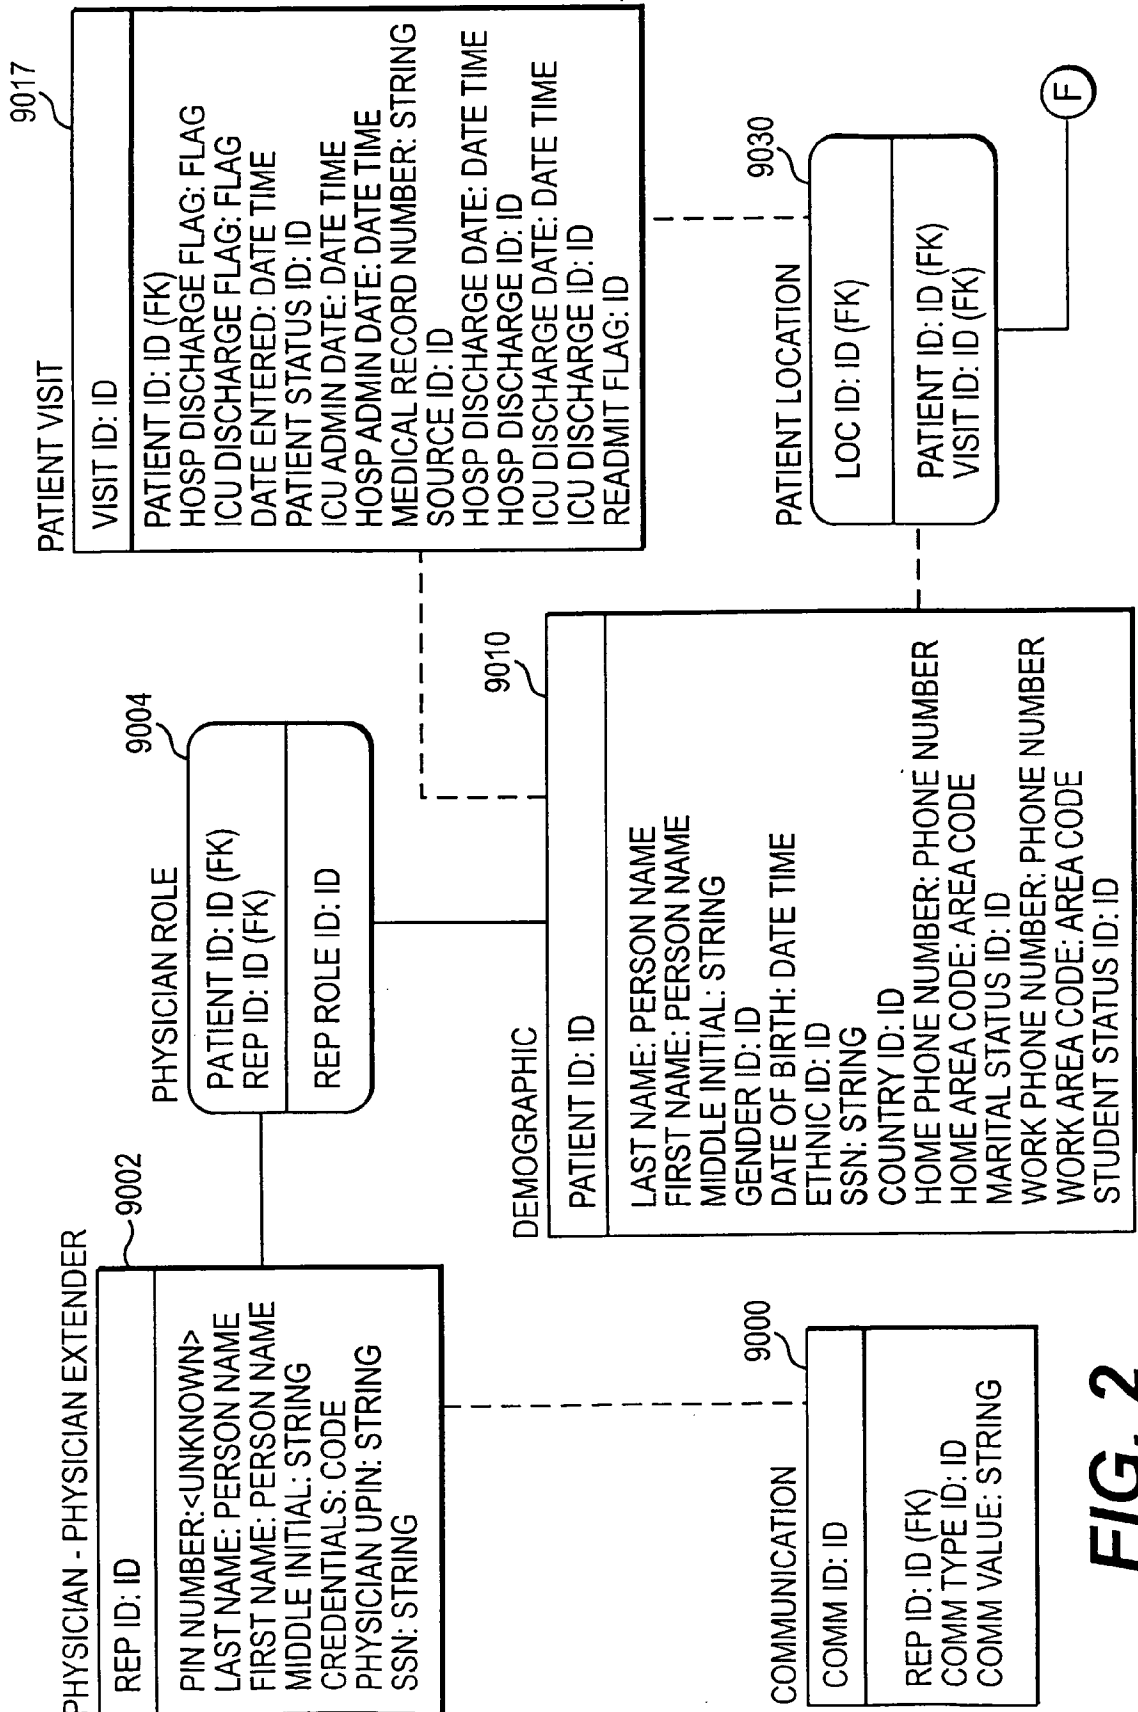 PHYSICIAN - PHYSICIAN EXTENDER
9002
REP ID: ID
PIN NUMBER:<UNKNOWN>
LAST NAME: PERSON NAME
FIRST NAME: PERSON NAME
MIDDLE INITIAL: STRING
CREDENTIALS: CODE
PHYSICIAN UPIN: STRING
SSN: STRING
PHYSICIAN ROLE
9004
PATIENT ID: ID (FK)
REP ID: ID (FK)
REP ROLE ID: ID
PATIENT VISIT
9017
VISIT ID: ID
PATIENT ID: ID (FK)
HOSP DISCHARGE FLAG: FLAG
ICU DISCHARGE FLAG: FLAG
DATE ENTERED: DATE TIME
PATIENT STATUS ID: ID
ICU ADMIN DATE: DATE TIME
HOSP ADMIN DATE: DATE TIME
MEDICAL RECORD NUMBER: STRING
SOURCE ID: ID
HOSP DISCHARGE DATE: DATE TIME
HOSP DISCHARGE ID: ID
ICU DISCHARGE DATE: DATE TIME
ICU DISCHARGE ID: ID
READMIT FLAG: ID
COMMUNICATION
9000
COMM ID: ID
REP ID: ID (FK)
COMM TYPE ID: ID
COMM VALUE: STRING
DEMOGRAPHIC
9010
PATIENT ID: ID
LAST NAME: PERSON NAME
FIRST NAME: PERSON NAME
MIDDLE INITIAL: STRING
GENDER ID: ID
DATE OF BIRTH: DATE TIME
ETHNIC ID: ID
SSN: STRING
COUNTRY ID: ID
HOME PHONE NUMBER: PHONE NUMBER
HOME AREA CODE: AREA CODE
MARITAL STATUS ID: ID
WORK PHONE NUMBER: PHONE NUMBER
WORK AREA CODE: AREA CODE
STUDENT STATUS ID: ID
PATIENT LOCATION
9030
LOC ID: ID (FK)
PATIENT ID: ID (FK)
VISIT ID: ID (FK)
F
FIG. 2